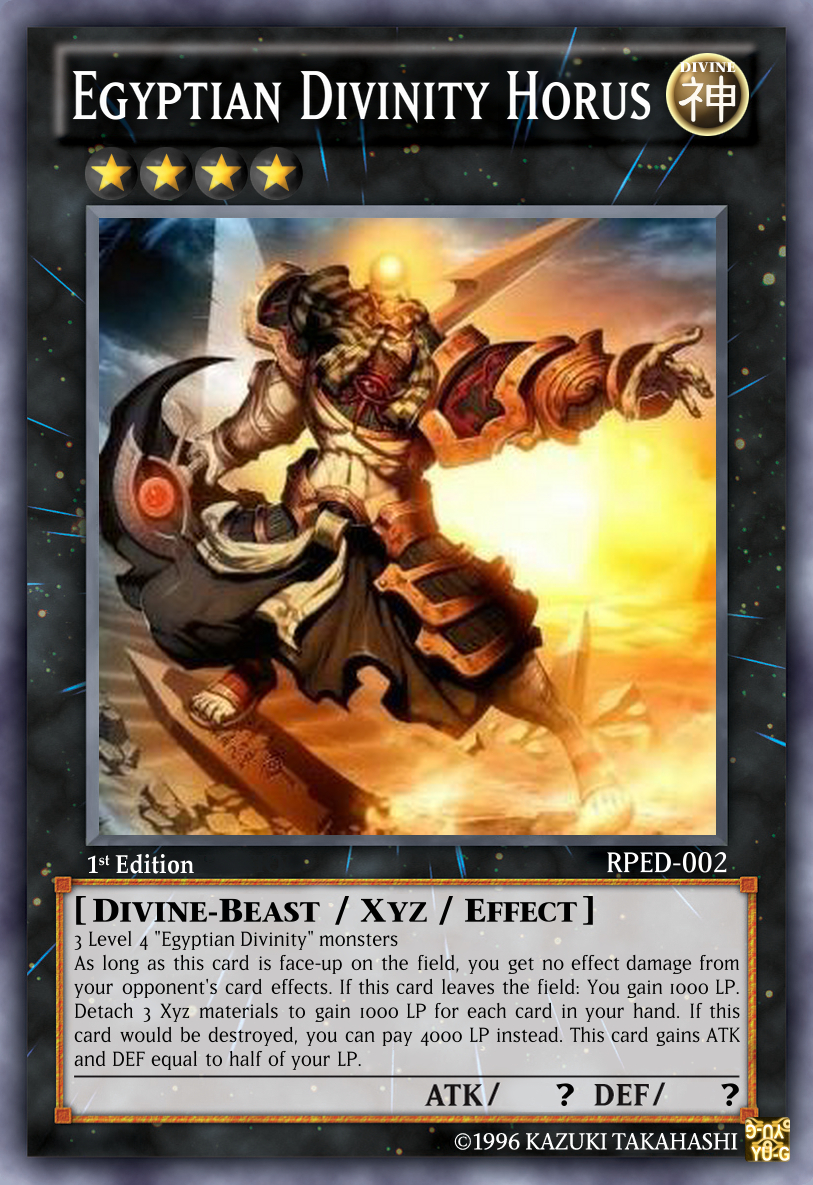 Egyptian Divinity Horus
DIVINE
神
1st Edition
RPED-002
[ Divine-Beast / Xyz / Effect ]
3 Level 4 "Egyptian Divinity" monsters
As long as this card is face-up on the field, you get no effect damage from
your opponent's card effects. If this card leaves the field: You gain 1000 LP.
Detach 3 Xyz materials to gain 1000 LP for each card in your hand. If this
card would be destroyed, you can pay 4000 LP instead. This card gains ATK
and DEF equal to half of your LP.
ATK/ ? DEF/ ?
©1996 KAZUKI TAKAHASHI